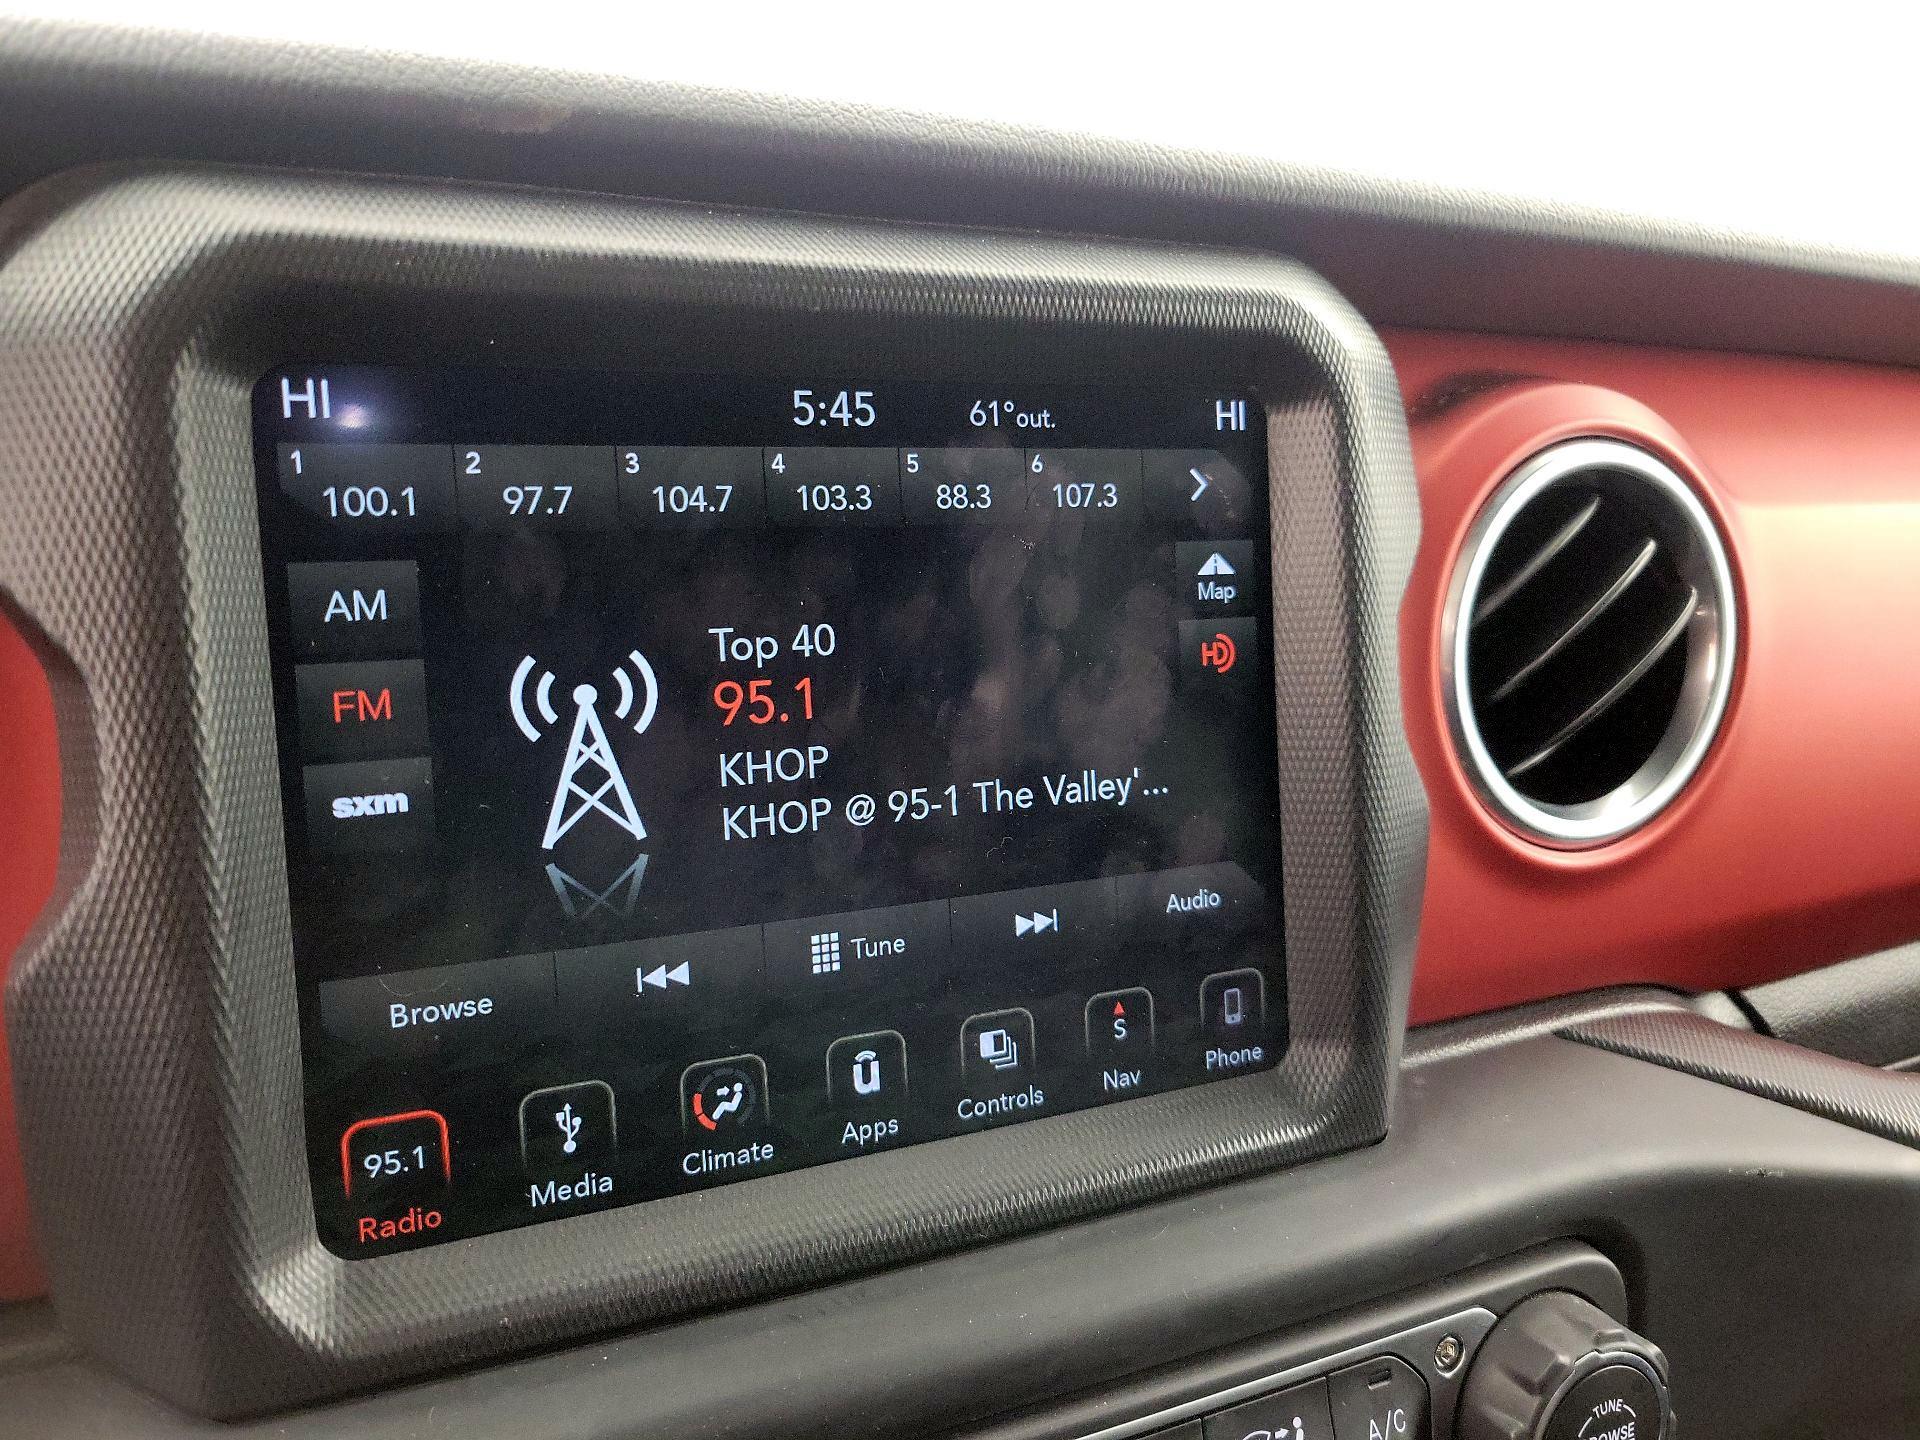 HI 5:45 61°out. HI
1 2 3 4 5 6
100.1 97.7 104.7 103.3 88.3 107.3
AM
Map
FM
HD
sxm
Top 40
95.1
KHOP
KHOP @ 95-1 The Valley'...
Browse Tune Audio
95.1 S
Radio Media Climate Apps Controls Nav Phone
A/C
TUNE
BROWSE